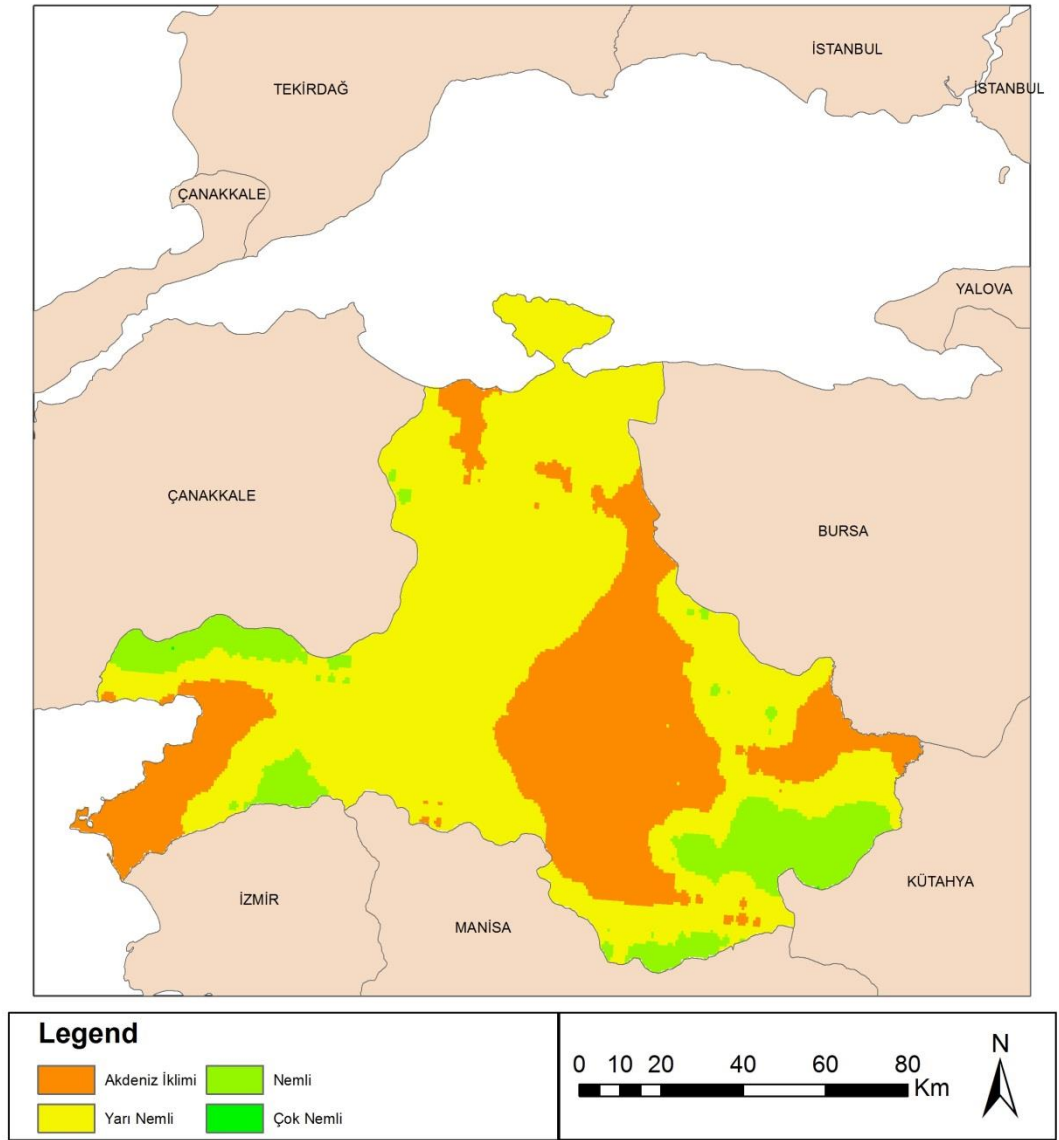 İSTANBUL
TEKİRDAĞ
İSTANBUL
ÇANAKKALE
YALOVA
ÇANAKKALE
BURSA
KÜTAHYA
İZMİR
MANİSA
Legend
Akdeniz İklimi
Nemli
Yarı Nemli
Çok Nemli
0 10 20 40 60 80
Km
N